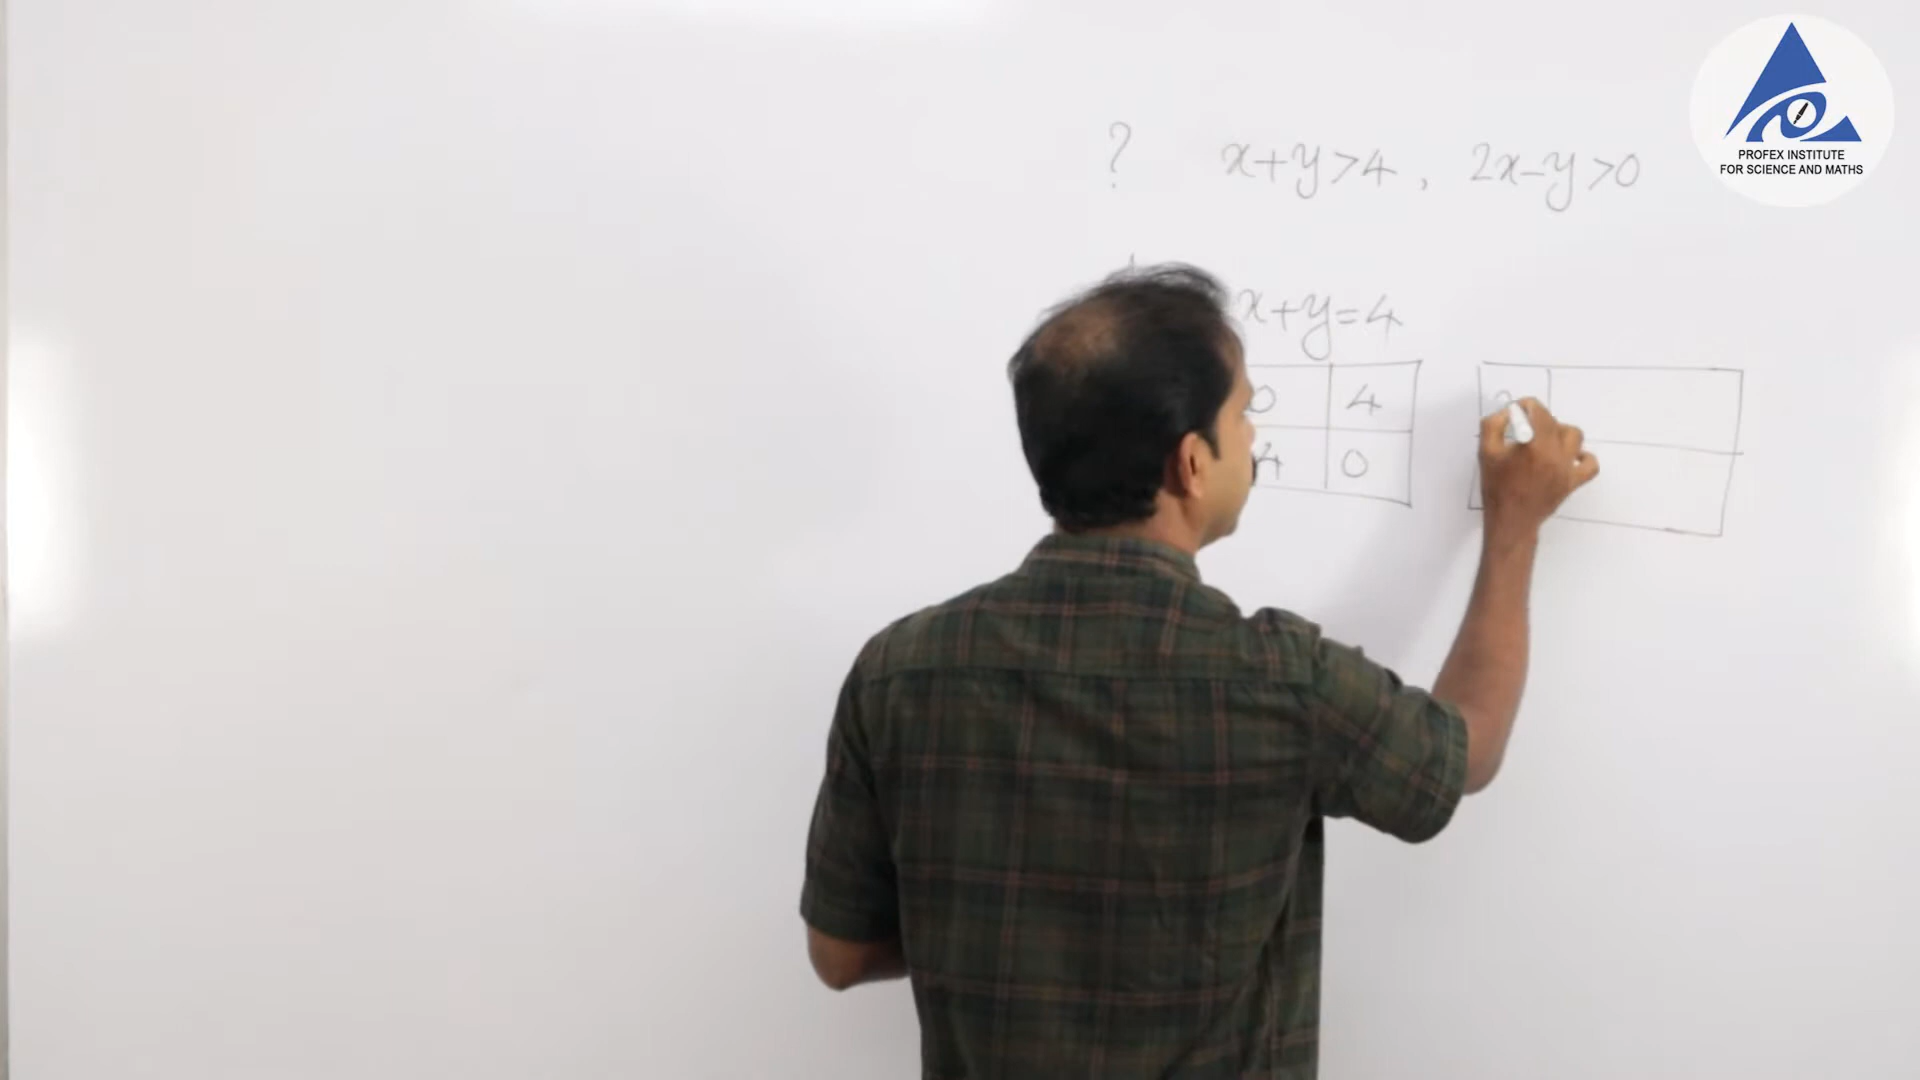 PROFEX INSTITUTE
FOR SCIENCE AND MATHS
? x+y>4, 2x-y>0
x+y=4
0 4
4 0